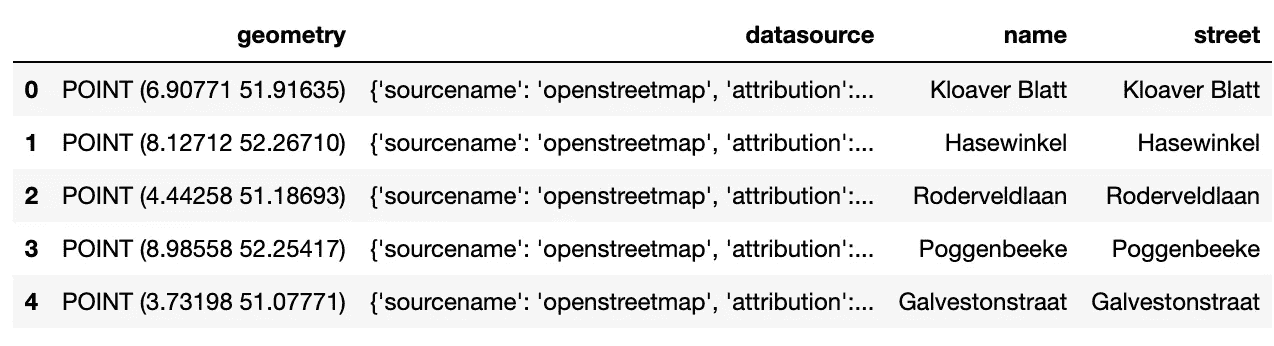 geometry datasource name street
0 POINT (6.90771 51.91635) {'sourcename': 'openstreetmap', 'attribution':... Kloaver Blatt Kloaver Blatt
1 POINT (8.12712 52.26710) {'sourcename': 'openstreetmap', 'attribution':... Hasewinkel Hasewinkel
2 POINT (4.44258 51.18693) {'sourcename': 'openstreetmap', 'attribution':... Roderveldlaan Roderveldlaan
3 POINT (8.98558 52.25417) {'sourcename': 'openstreetmap', 'attribution':... Poggenbeeke Poggenbeeke
4 POINT (3.73198 51.07771) {'sourcename': 'openstreetmap', 'attribution':... Galvestonstraat Galvestonstraat